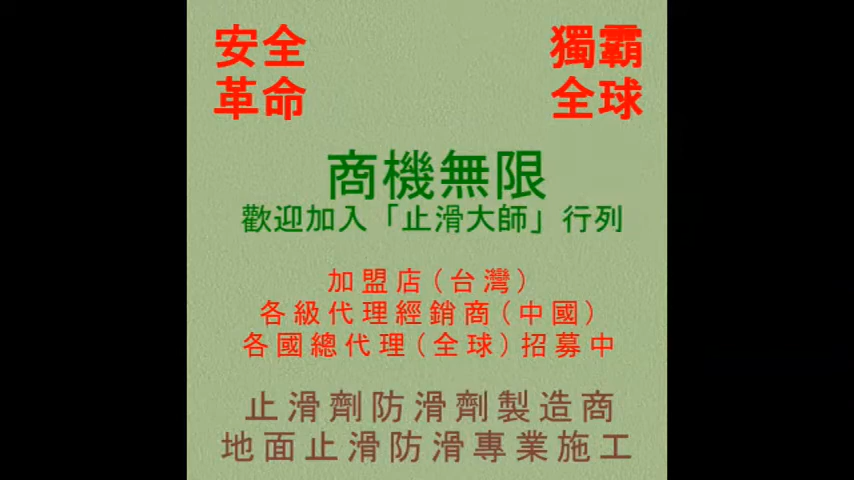 安全 獨霸
革命 全球
商機無限
歡迎加入「止滑大師」行列
加盟店(台灣)
各級代理經銷商(中國)
各國總代理(全球)招募中
止滑劑防滑劑製造商
地面止滑防滑專業施工